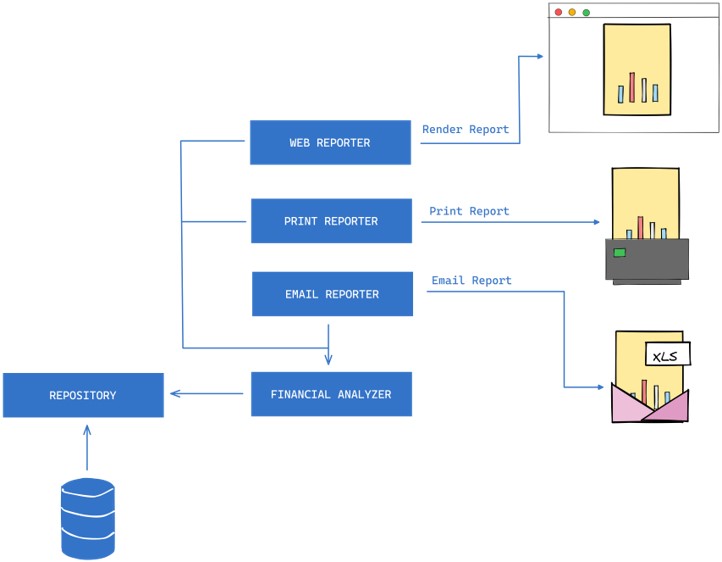 Render Report
WEB REPORTER
Print Report
PRINT REPORTER
Email Report
EMAIL REPORTER
XLS
REPOSITORY
FINANCIAL ANALYZER